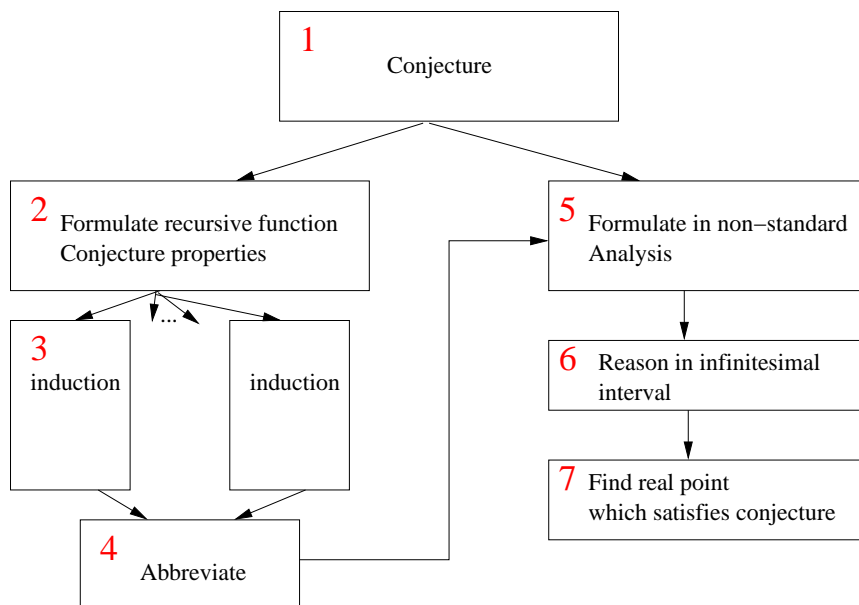 1
Conjecture
2
Formulate recursive function
Conjecture properties
...
3
induction
induction
4
Abbreviate
5
Formulate in non−standard
Analysis
6
Reason in infinitesimal
interval
7
Find real point
which satisfies conjecture